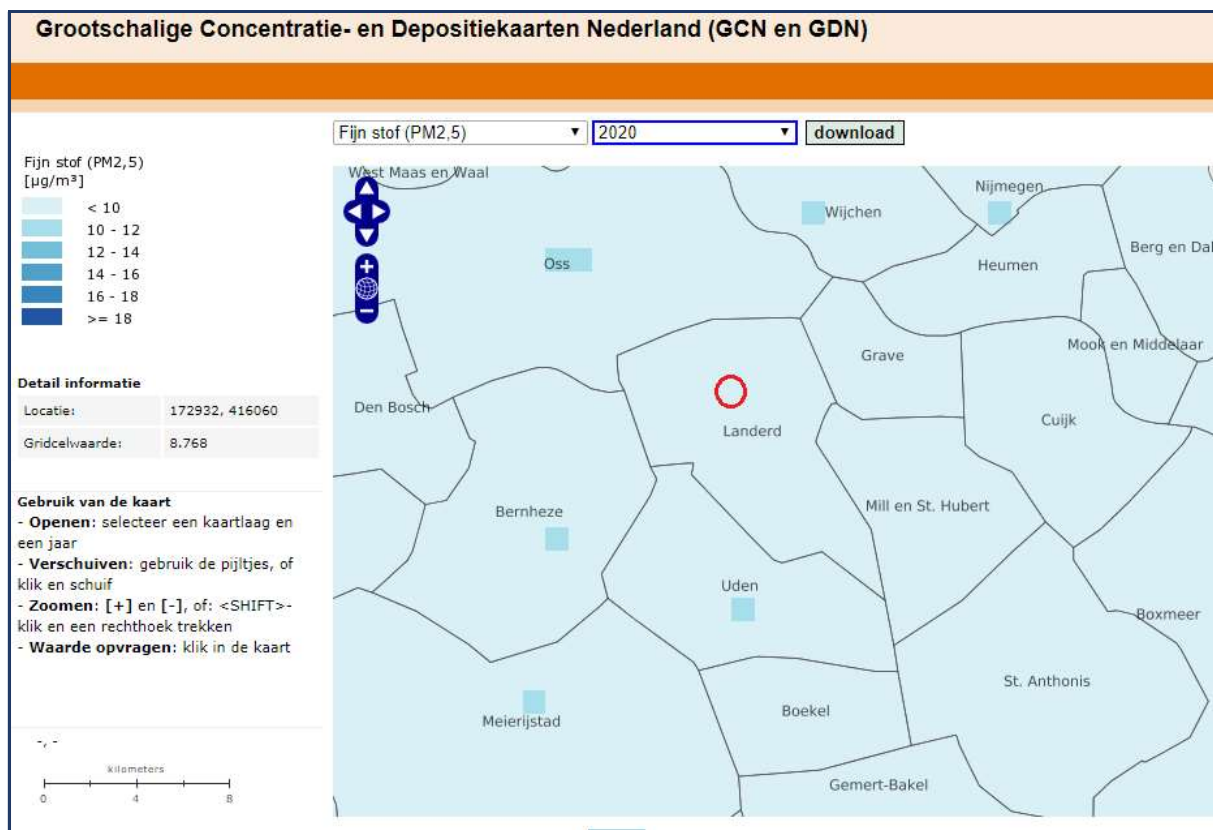 Grootschalige Concentratie- en Depositiekaarten Nederland (GCN en GDN)
Fijn stof (PM2,5)
2020
download
Fijn stof (PM2,5)
[µg/m³]
< 10
10 - 12
12 - 14
14 - 16
16 - 18
>= 18
Detail informatie
Locatie: 172932, 416060
Gridcelwaarde: 8.768
Gebruik van de kaart
- Openen: selecteer een kaartlaag en
een jaar
- Verschuiven: gebruik de pijltjes, of
klik en schuif
- Zoomen: [+] en [-], of: <SHIFT>-
klik en een rechthoek trekken
- Waarde opvragen: klik in de kaart
-, -
kilometers
0 4 8
West Maas en Waal
Nijmegen
Wijchen
Berg en Dal
Oss
Heumen
Mook en Middelaar
Grave
Den Bosch
Cuijk
Landerd
Mill en St. Hubert
Bernheze
Uden
Boxmeer
St. Anthonis
Boekel
Meierijstad
Gemert-Bakel